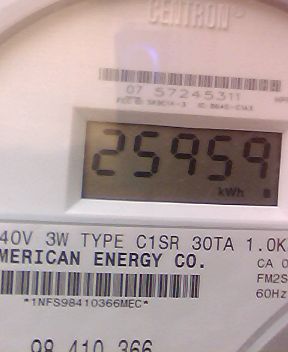 CENTRON®
07 57245311
25959
kWh
40V 3W TYPE C1SR 30TA 1.0K
MERICAN ENERGY CO.
CA 0
FM2S
60Hz
*1NFS98410366MEC*
98 410 366